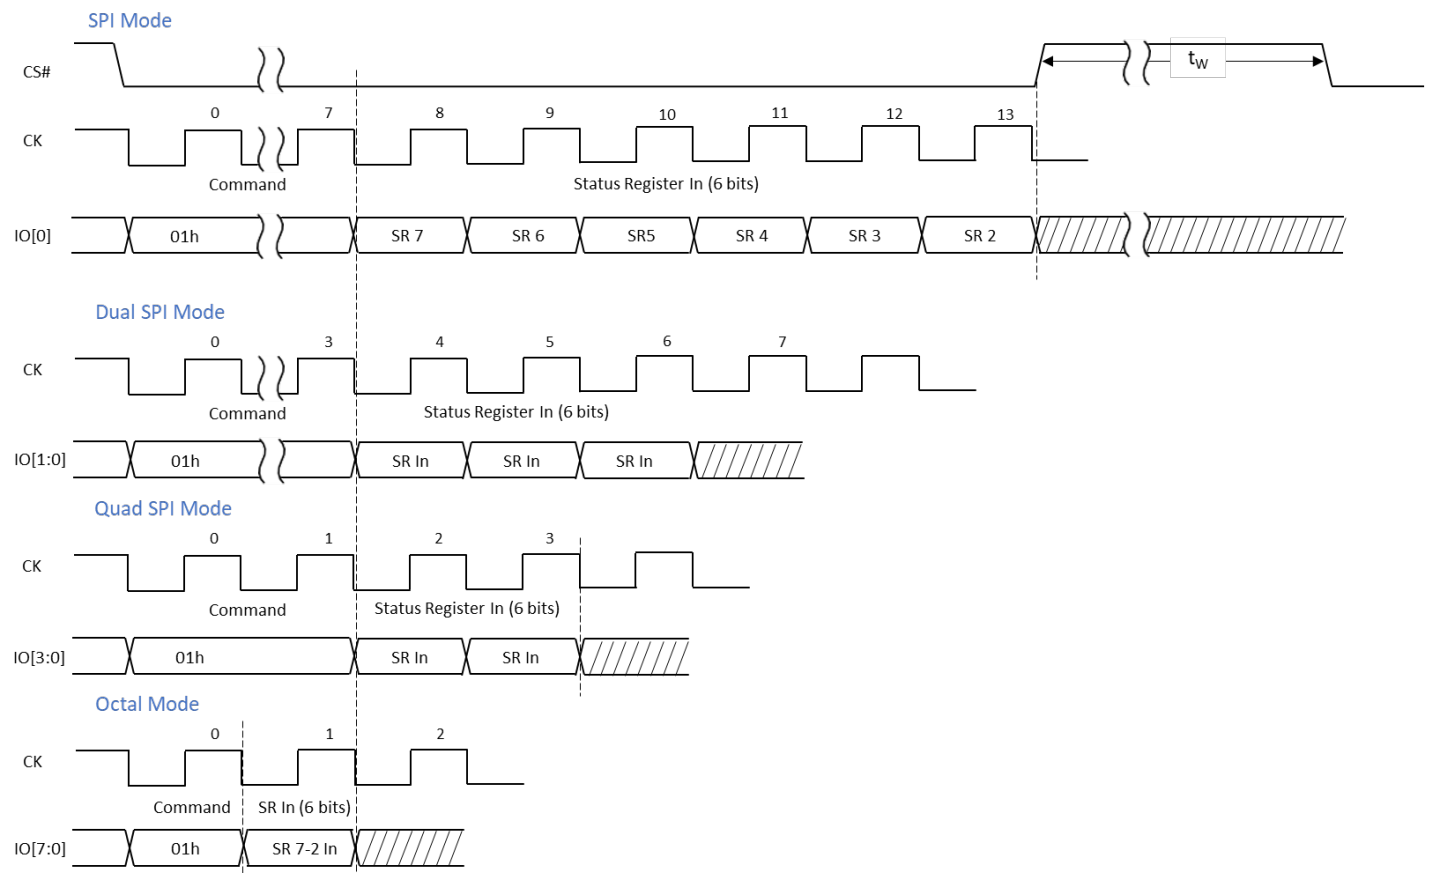 SPI Mode
CS#
tW
0 7 8 9 10 11 12 13
CK
Command Status Register In (6 bits)
IO[0] 01h SR 7 SR 6 SR5 SR 4 SR 3 SR 2
Dual SPI Mode
0 3 4 5 6 7
CK
Command Status Register In (6 bits)
IO[1:0] 01h SR In SR In SR In
Quad SPI Mode
0 1 2 3
CK
Command Status Register In (6 bits)
IO[3:0] 01h SR In SR In
Octal Mode
0 1 2
CK
Command SR In (6 bits)
IO[7:0] 01h SR 7-2 In